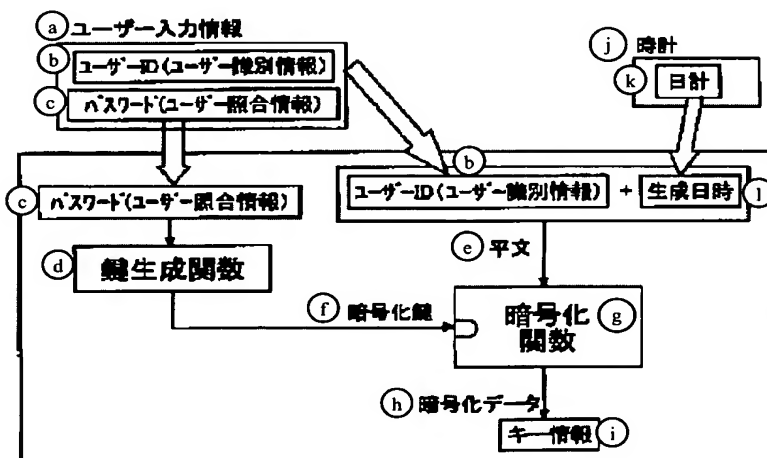 a ユーザー入力情報
b ユーザーID(ユーザー識別情報)
c パスワード(ユーザー照合情報)
j 時計
k 日計
b
ユーザーID(ユーザー識別情報) + 生成日時 l
c パスワード(ユーザー照合情報)
d 鍵生成関数
e 平文
f 暗号化鍵
暗号化 g
関数
h 暗号化データ
キー情報 i